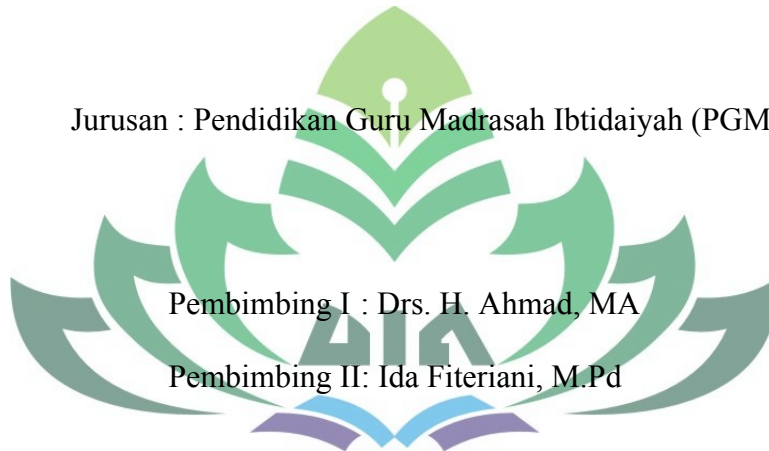 Jurusan : Pendidikan Guru Madrasah Ibtidaiyah (PGM
Pembimbing I : Drs. H. Ahmad, MA
Pembimbing II: Ida Fiteriani, M.Pd